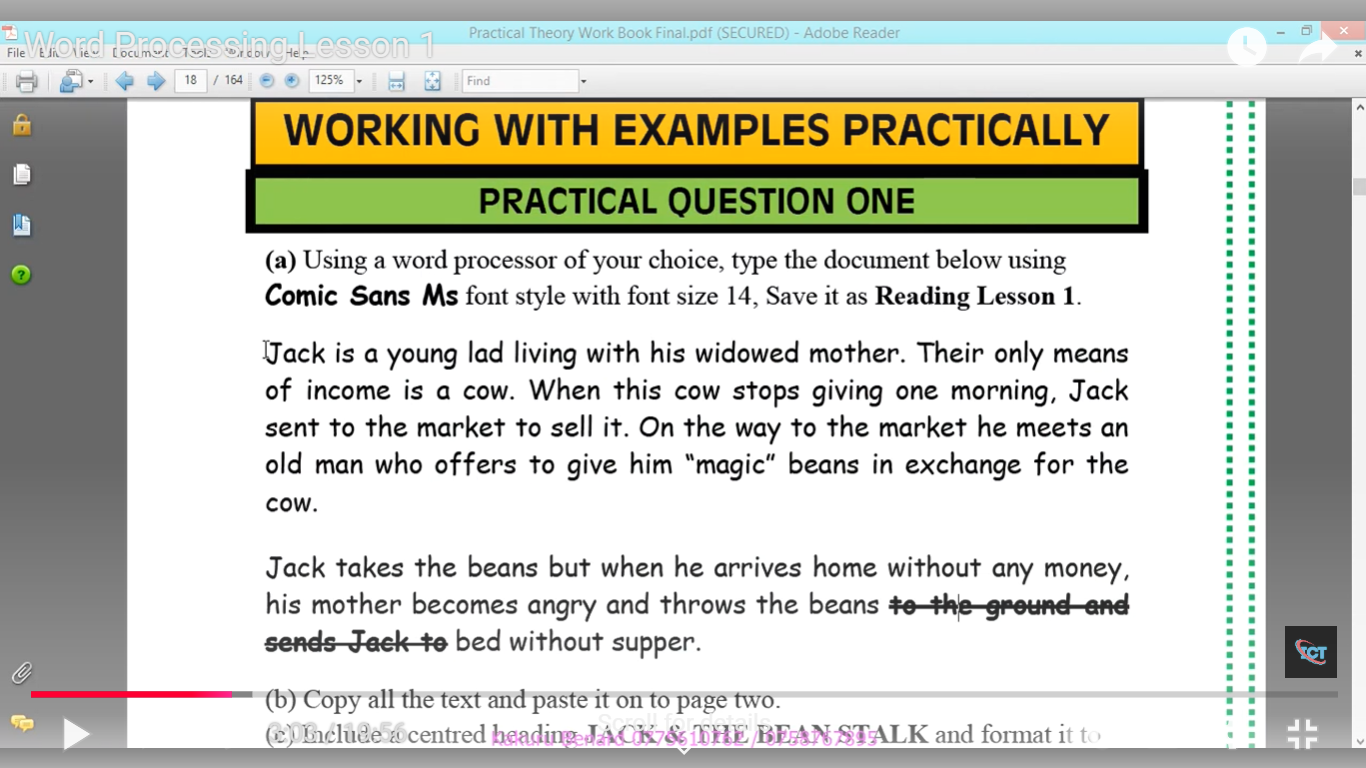 Practical Theory Work Book Final.pdf (SECURED) - Adobe Reader
Word Processing Lesson 1
File Edit View Document Tools Window Help
18 / 164 125% Find
WORKING WITH EXAMPLES PRACTICALLY
PRACTICAL QUESTION ONE
(a) Using a word processor of your choice, type the document below using
Comic Sans Ms font style with font size 14, Save it as Reading Lesson 1.
Jack is a young lad living with his widowed mother. Their only means
of income is a cow. When this cow stops giving one morning, Jack
sent to the market to sell it. On the way to the market he meets an
old man who offers to give him “magic” beans in exchange for the
cow.
Jack takes the beans but when he arrives home without any money,
his mother becomes angry and throws the beans to the ground and
sends Jack to bed without supper.
ICT
(b) Copy all the text and paste it on to page two.
Scroll for details
(c) Include a centred heading JACK & THE BEAN STALK and format it to